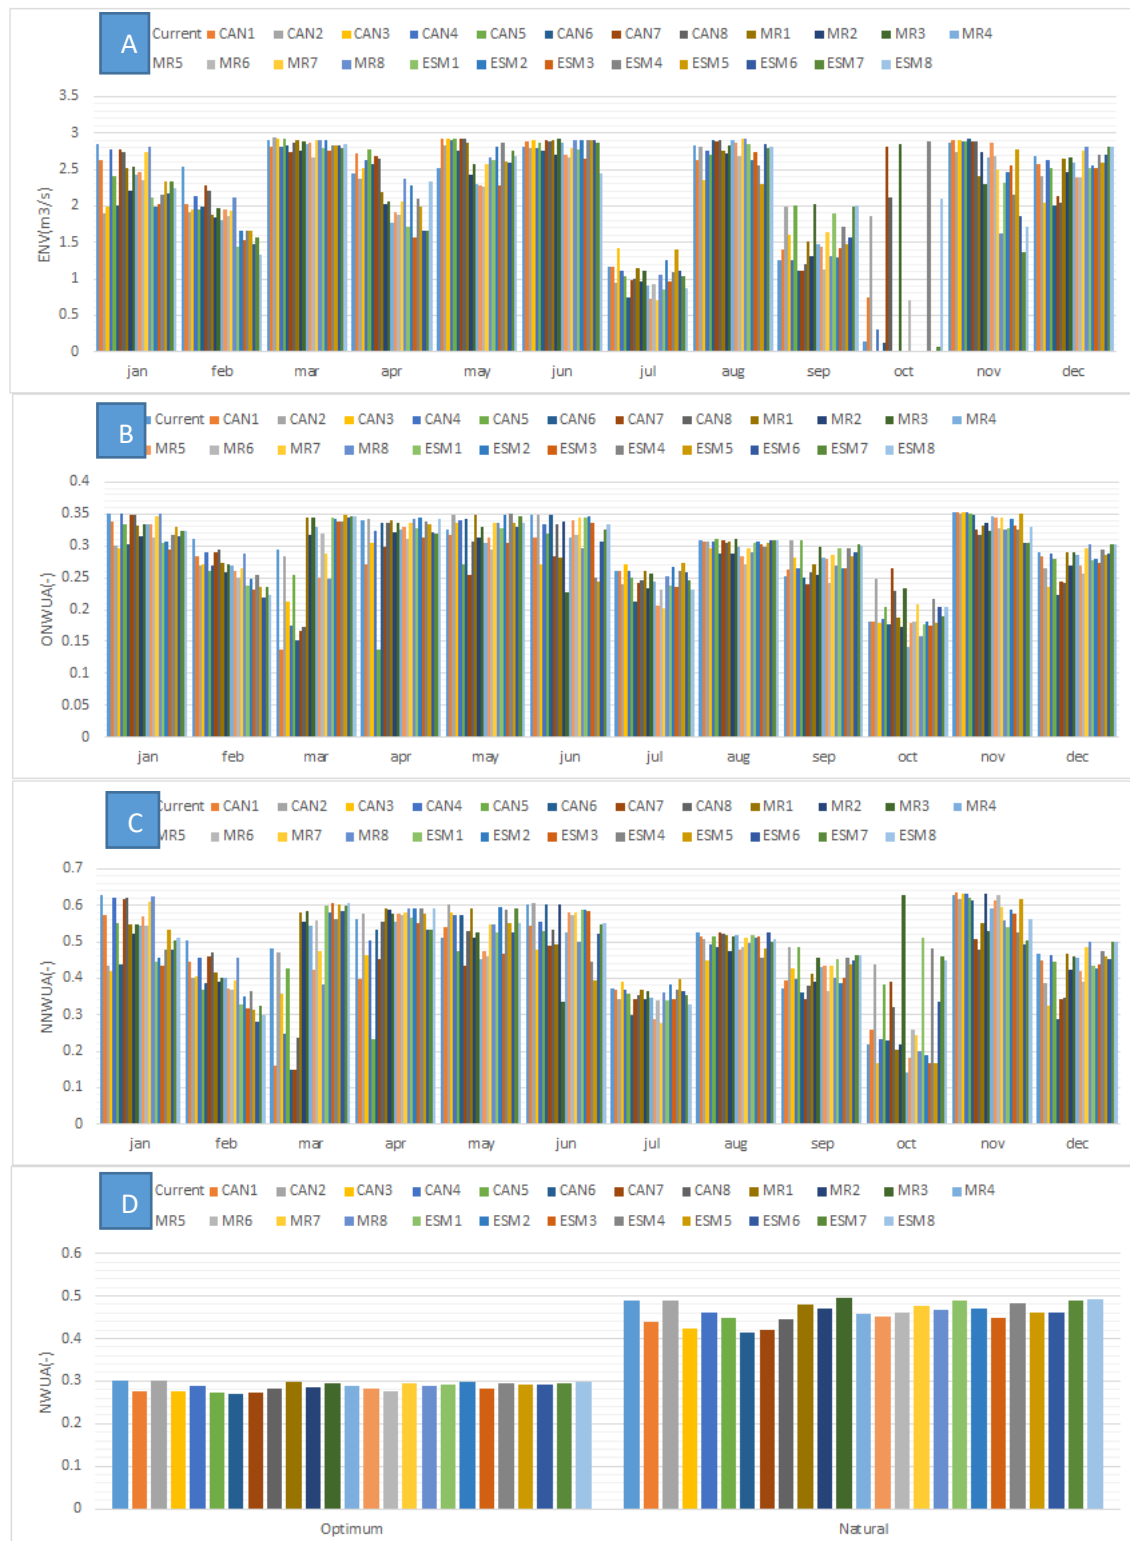 A
Current CAN1 CAN2 CAN3 CAN4 CAN5 CAN6 CAN7 CAN8 MR1 MR2 MR3 MR4
MR5 MR6 MR7 MR8 ESM1 ESM2 ESM3 ESM4 ESM5 ESM6 ESM7 ESM8
3.5
3
2.5
2
1.5
1
0.5
0
ENV(m3/s)
jan feb mar apr may jun jul aug sep oct nov dec
B
Current CAN1 CAN2 CAN3 CAN4 CAN5 CAN6 CAN7 CAN8 MR1 MR2 MR3 MR4
MR5 MR6 MR7 MR8 ESM1 ESM2 ESM3 ESM4 ESM5 ESM6 ESM7 ESM8
0.4
0.35
0.3
0.25
0.2
0.15
0.1
0.05
0
ONWUA(-)
jan feb mar apr may jun jul aug sep oct nov dec
C
Current CAN1 CAN2 CAN3 CAN4 CAN5 CAN6 CAN7 CAN8 MR1 MR2 MR3 MR4
MR5 MR6 MR7 MR8 ESM1 ESM2 ESM3 ESM4 ESM5 ESM6 ESM7 ESM8
0.7
0.6
0.5
0.4
0.3
0.2
0.1
0
NNWUA(-)
jan feb mar apr may jun jul aug sep oct nov dec
D
Current CAN1 CAN2 CAN3 CAN4 CAN5 CAN6 CAN7 CAN8 MR1 MR2 MR3 MR4
MR5 MR6 MR7 MR8 ESM1 ESM2 ESM3 ESM4 ESM5 ESM6 ESM7 ESM8
0.6
0.5
0.4
0.3
0.2
0.1
0
NWUA(-)
Optimum Natural